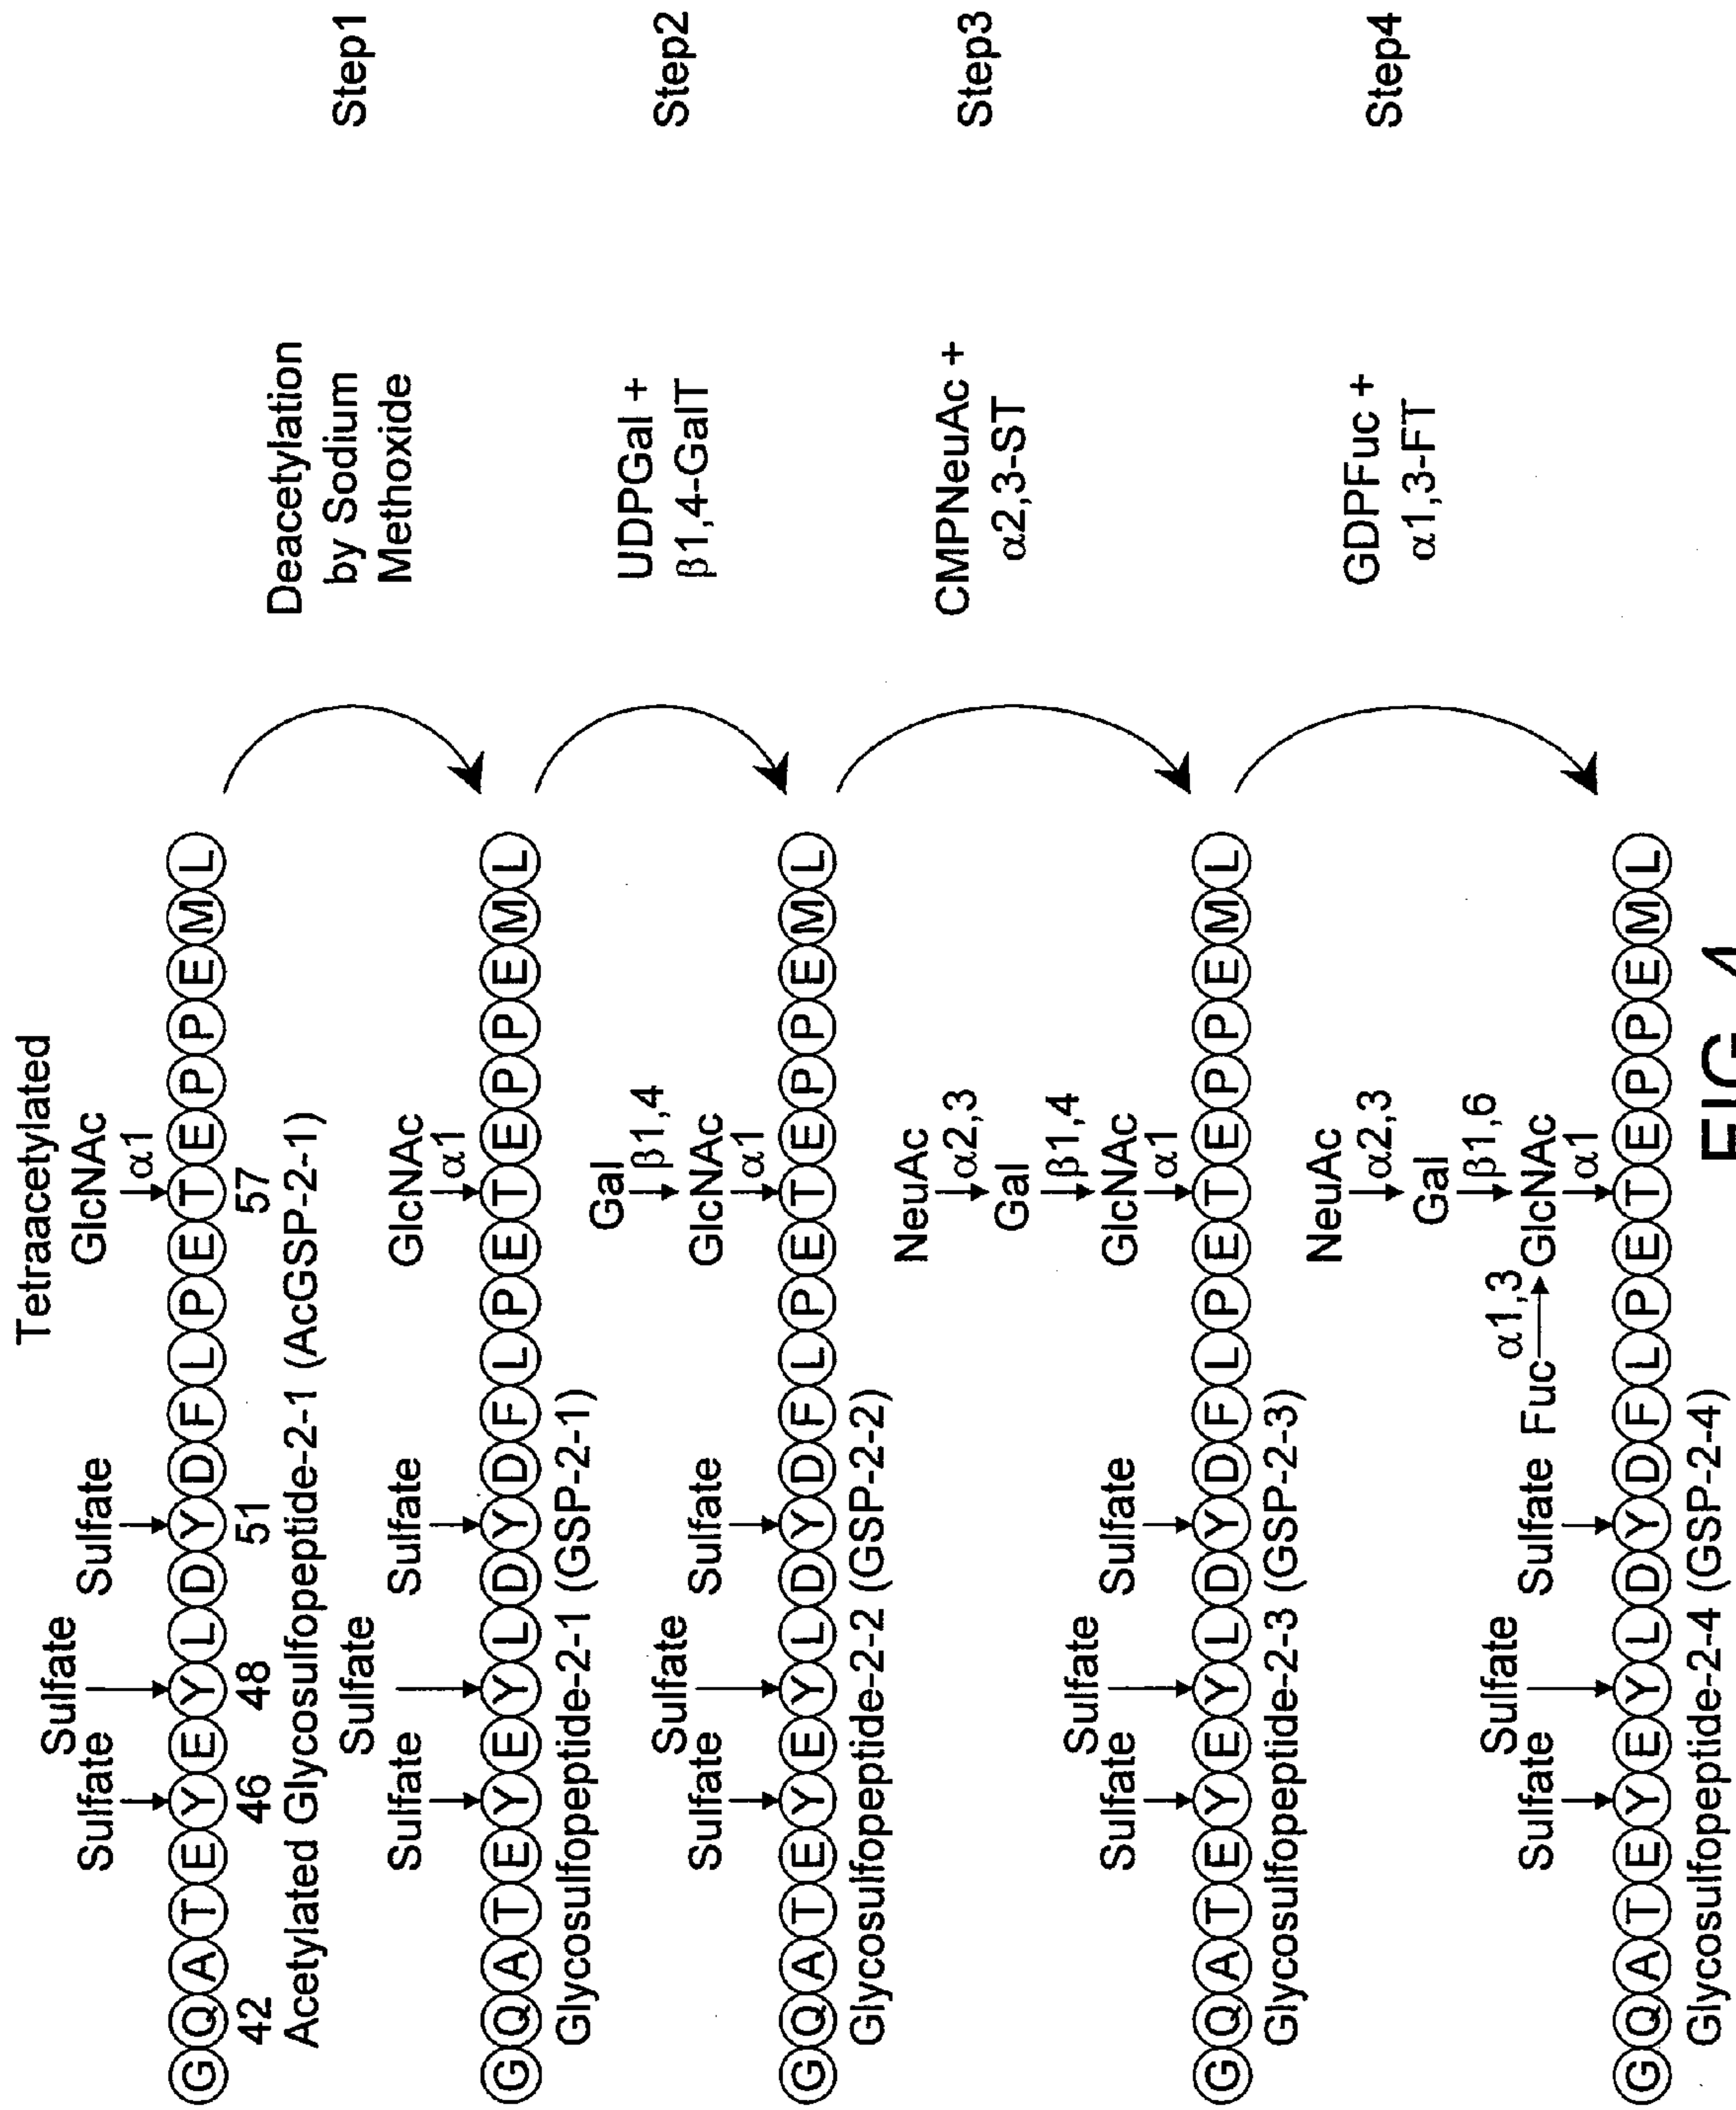 Tetraacetylated
Sulfate
Sulfate Sulfate GlcNAc
α1
GQATEYEYLDYDFLPETEPPEML
42 46 48 51 57
Acetylated Glycosulfopeptide-2-1 (AcGSP-2-1)
Deacetylation
by Sodium
Methoxide
Step1
Sulfate
Sulfate Sulfate GlcNAc
α1
GQATEYEYLDYDFLPETEPPEML
Glycosulfopeptide-2-1 (GSP-2-1)
UDPGal +
β1,4-GalT
Step2
Gal
β1,4
Sulfate
Sulfate Sulfate GlcNAc
α1
GQATEYEYLDYDFLPETEPPEML
Glycosulfopeptide-2-2 (GSP-2-2)
CMPNeuAc +
α2,3-ST
Step3
NeuAc
α2,3
Gal
β1,4
Sulfate
Sulfate Sulfate GlcNAc
α1
GQATEYEYLDYDFLPETEPPEML
Glycosulfopeptide-2-3 (GSP-2-3)
GDPFuc +
α1,3-FT
Step4
NeuAc
α2,3
Gal
β1,6
α1,3
Sulfate
Sulfate Sulfate Fuc GlcNAc
α1
GQATEYEYLDYDFLPETEPPEML
Glycosulfopeptide-2-4 (GSP-2-4)
FIG. 4